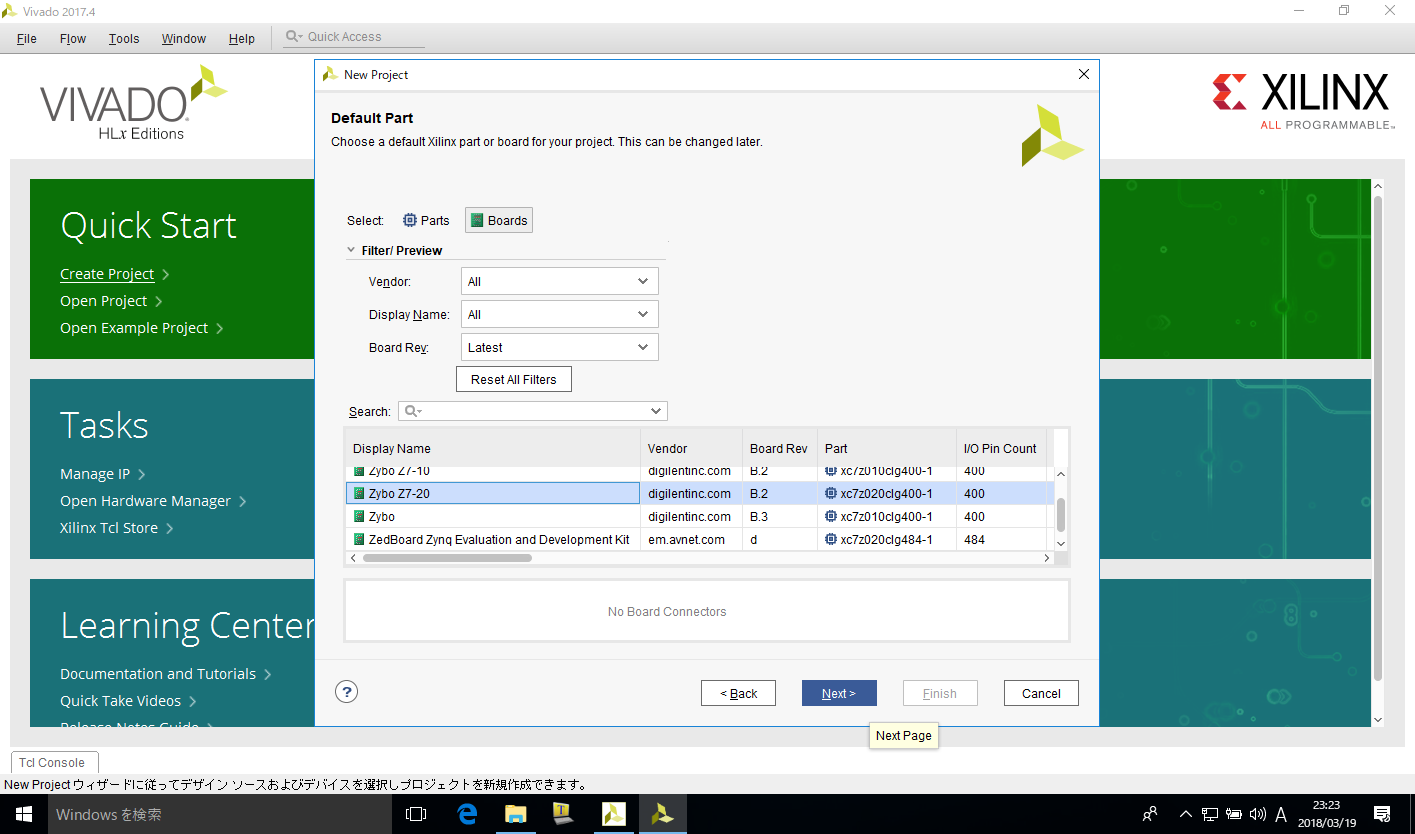 Vivado 2017.4
File Flow Tools Window Help Quick Access
VIVADO
HLx Editions
XILINX
ALL PROGRAMMABLE™
Quick Start
Create Project
Open Project
Open Example Project
Tasks
Manage IP
Open Hardware Manager
Xilinx Tcl Store
Learning Center
Documentation and Tutorials
Quick Take Videos
Release Notes Guide
New Project
Default Part
Choose a default Xilinx part or board for your project. This can be changed later.
Select: Parts Boards
Filter/ Preview
Vendor: All
Display Name: All
Board Rev: Latest
Reset All Filters
Search:
Display Name Vendor Board Rev Part I/O Pin Count
Zybo Z7-10 digilentinc.com B.2 xc7z010clg400-1 400
Zybo Z7-20 digilentinc.com B.2 xc7z020clg400-1 400
Zybo digilentinc.com B.3 xc7z010clg400-1 400
ZedBoard Zynq Evaluation and Development Kit em.avnet.com d xc7z020clg484-1 484
No Board Connectors
? < Back Next > Finish Cancel
Next Page
Tcl Console
New Project ウィザードに従ってデザイン ソースおよびデバイスを選択しプロジェクトを新規作成できます。
Windows を検索
A
23:23
2018/03/19